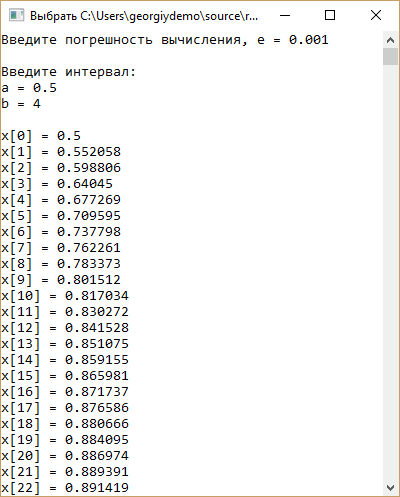 Выбрать C:\Users\georgiydemo\source\r...
Введите погрешность вычисления, e = 0.001
Введите интервал:
a = 0.5
b = 4
x[0] = 0.5
x[1] = 0.552058
x[2] = 0.598806
x[3] = 0.64045
x[4] = 0.677269
x[5] = 0.709595
x[6] = 0.737798
x[7] = 0.762261
x[8] = 0.783373
x[9] = 0.801512
x[10] = 0.817034
x[11] = 0.830272
x[12] = 0.841528
x[13] = 0.851075
x[14] = 0.859155
x[15] = 0.865981
x[16] = 0.871737
x[17] = 0.876586
x[18] = 0.880666
x[19] = 0.884095
x[20] = 0.886974
x[21] = 0.889391
x[22] = 0.891419